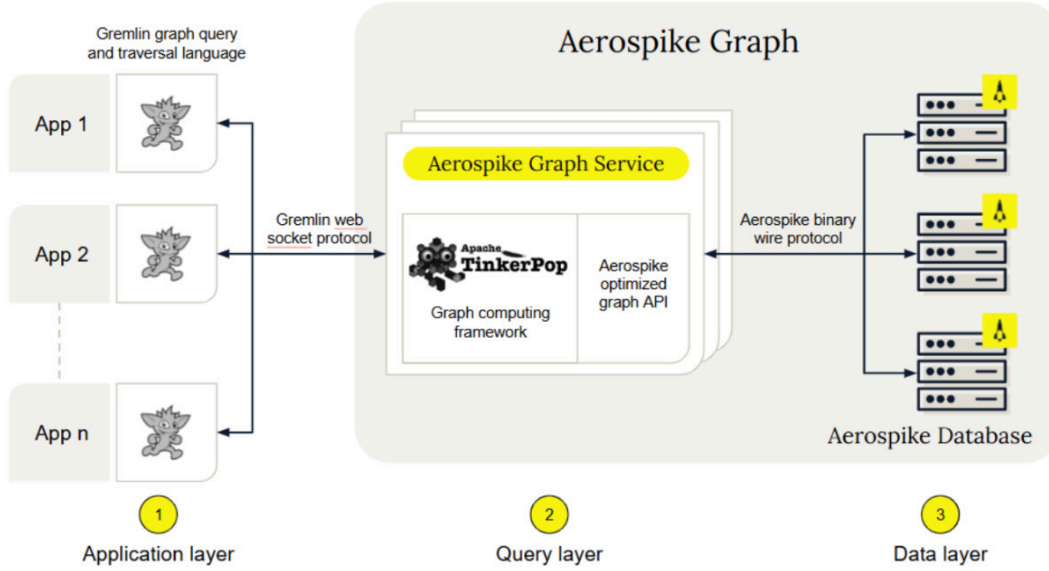 Gremlin graph query
and traversal language
Aerospike Graph
App 1
App 2
App n
Gremlin web
socket protocol
Aerospike Graph Service
Apache
TinkerPop
Graph computing
framework
Aerospike
optimized
graph API
Aerospike binary
wire protocol
Aerospike Database
1
Application layer
2
Query layer
3
Data layer